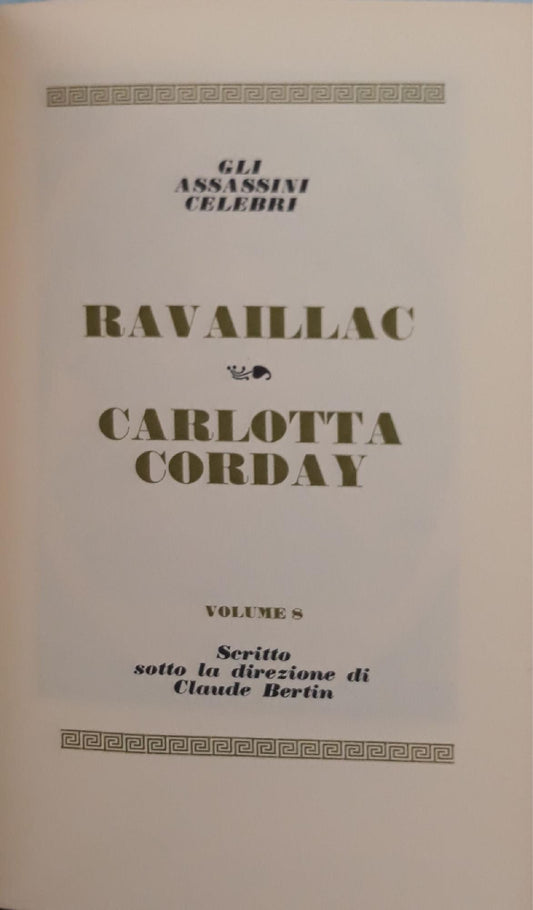 GLI
ASSASSINI
CELEBRI
RAVAILLAC
CARLOTTA
CORDAY
VOLUME 8
Scritto
sotto la direzione di
Claude Bertin